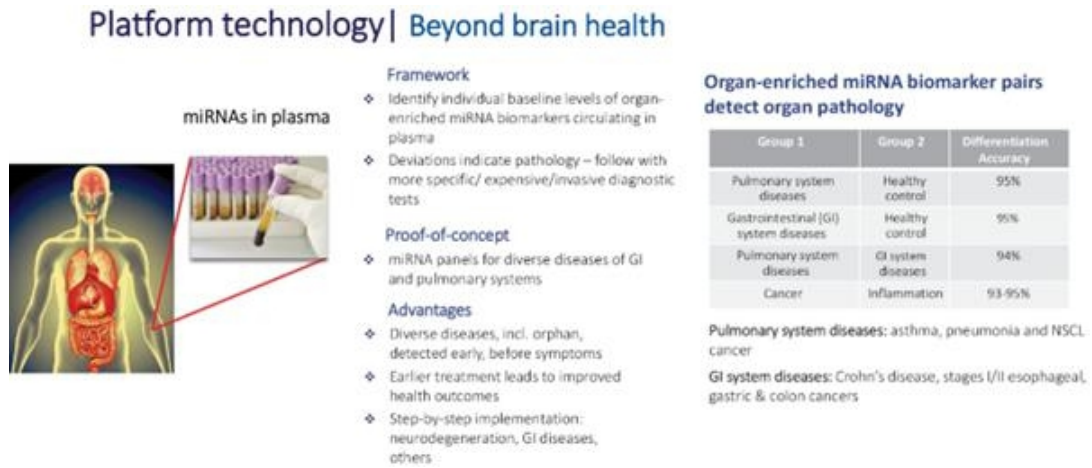 Platform technology| Beyond brain health
miRNAs in plasma
Framework
❖ Identify individual baseline levels of organ-
enriched miRNA biomarkers circulating in
plasma
❖ Deviations indicate pathology – follow with
more specific/ expensive/invasive diagnostic
tests
Proof-of-concept
❖ miRNA panels for diverse diseases of GI
and pulmonary systems
Advantages
❖ Diverse diseases, incl. orphan,
detected early, before symptoms
❖ Earlier treatment leads to improved
health outcomes
❖ Step-by-step implementation:
neurodegeneration, GI diseases,
others
Organ-enriched miRNA biomarker pairs
detect organ pathology
Group 1 Group 2 Differentiation
Accuracy
Pulmonary system
diseases
Healthy
control
95%
Gastrointestinal (GI)
system diseases
Healthy
control
95%
Pulmonary system
diseases
GI system
diseases
94%
Cancer Inflammation 93-95%
Pulmonary system diseases: asthma, pneumonia and NSCL
cancer
GI system diseases: Crohn's disease, stages I/II esophageal,
gastric & colon cancers